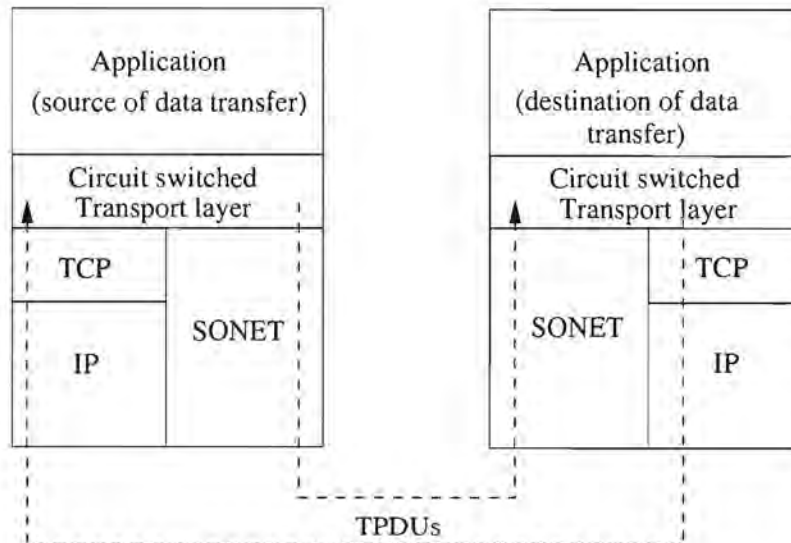 Application
(source of data transfer)
Circuit switched
Transport layer
TCP
SONET
IP
Application
(destination of data
transfer)
Circuit switched
Transport layer
TCP
SONET
IP
TPDUs